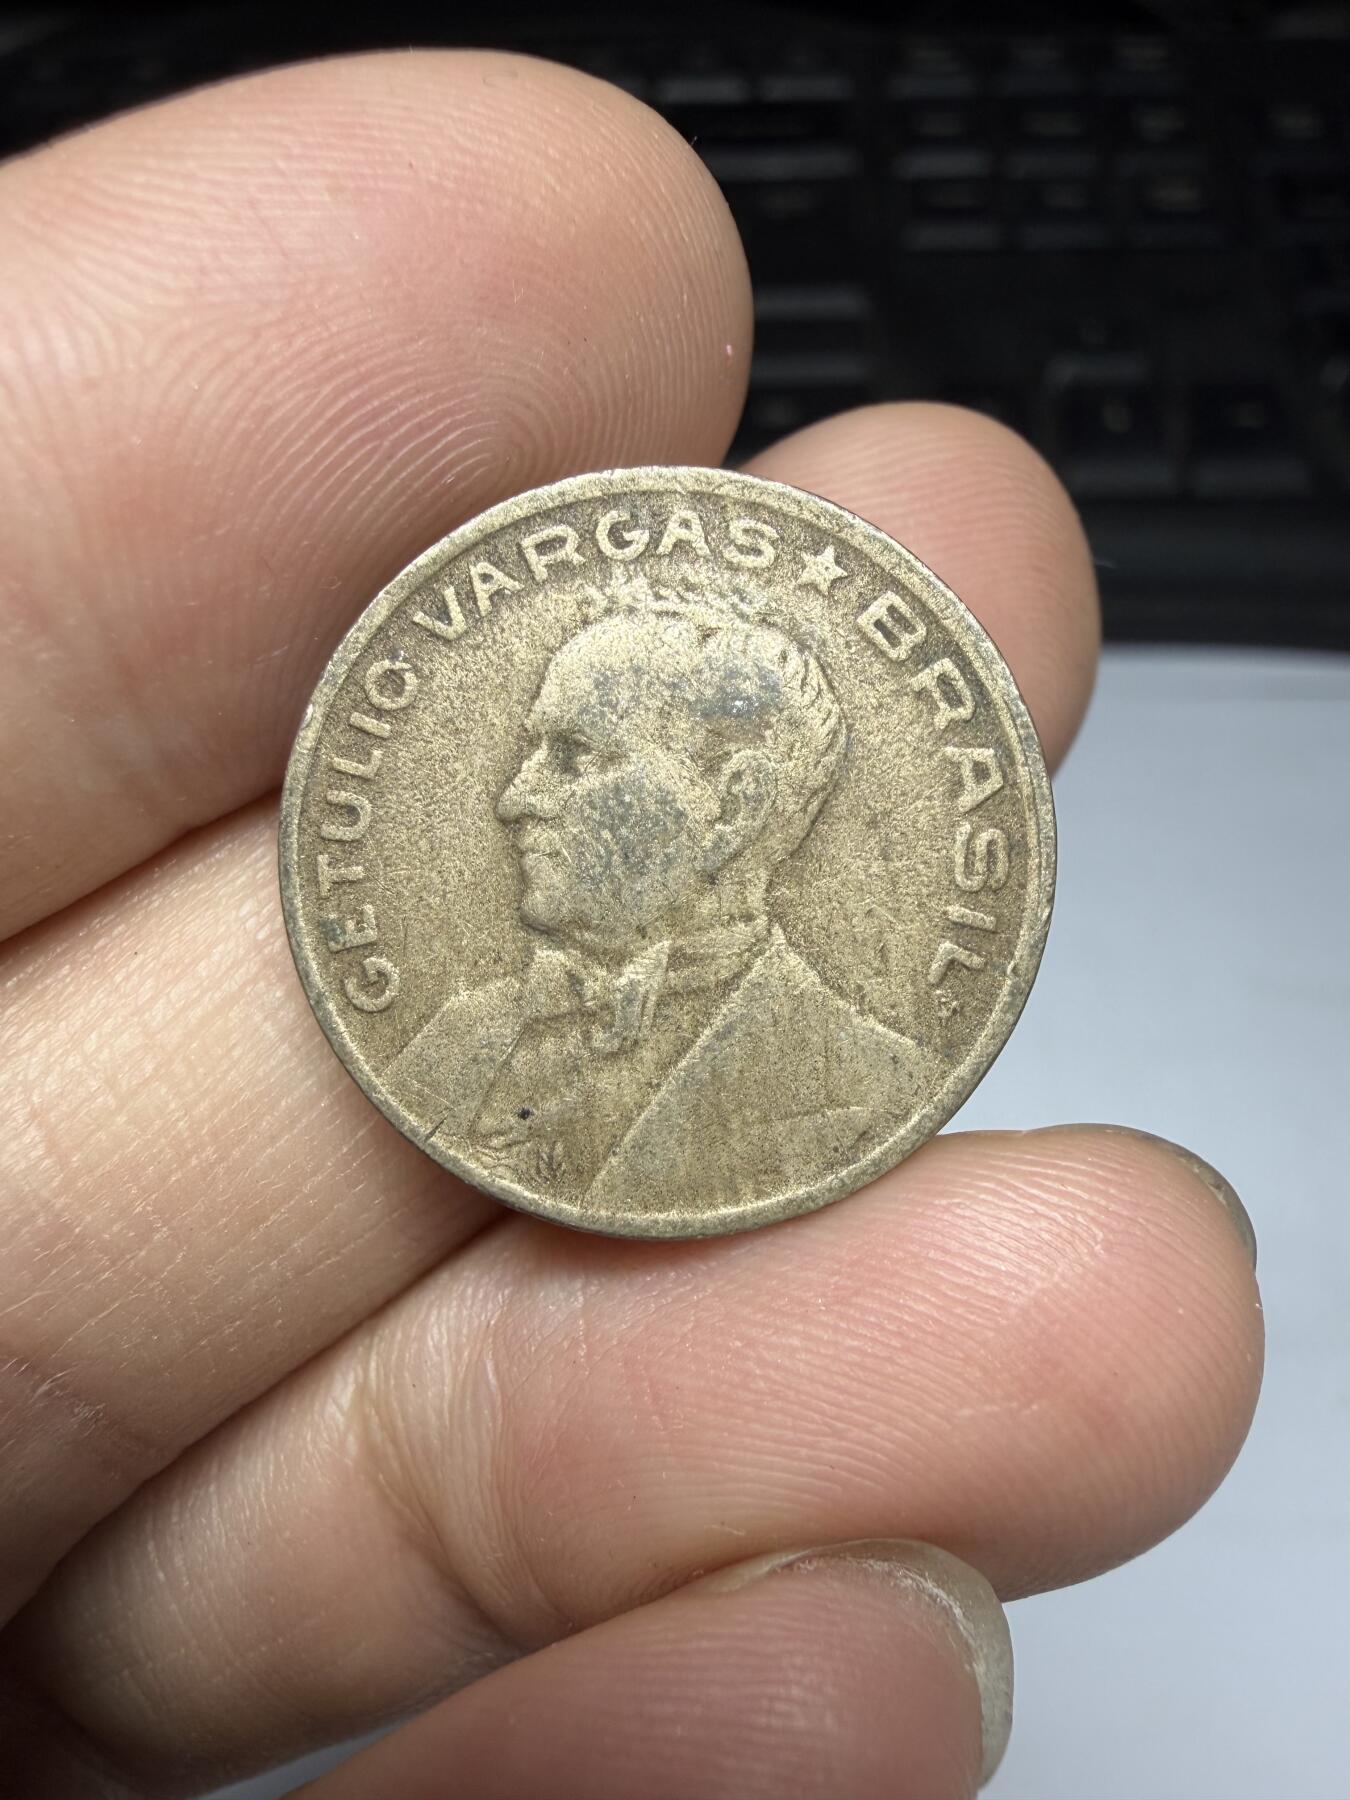 GETULIO VARGAS ★ BRASIL